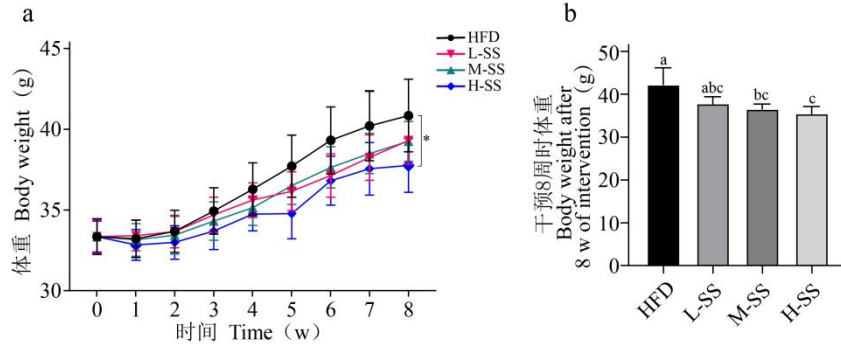 a
体重 Body weight（g）
45
40
35
30
0 1 2 3 4 5 6 7 8
时间 Time（w）
HFD
L-SS
M-SS
H-SS
*
b
干预8周时体重
Body weight after
8 w of intervention（g）
50
40
30
20
10
0
a
abc
bc
c
HFD
L-SS
M-SS
H-SS